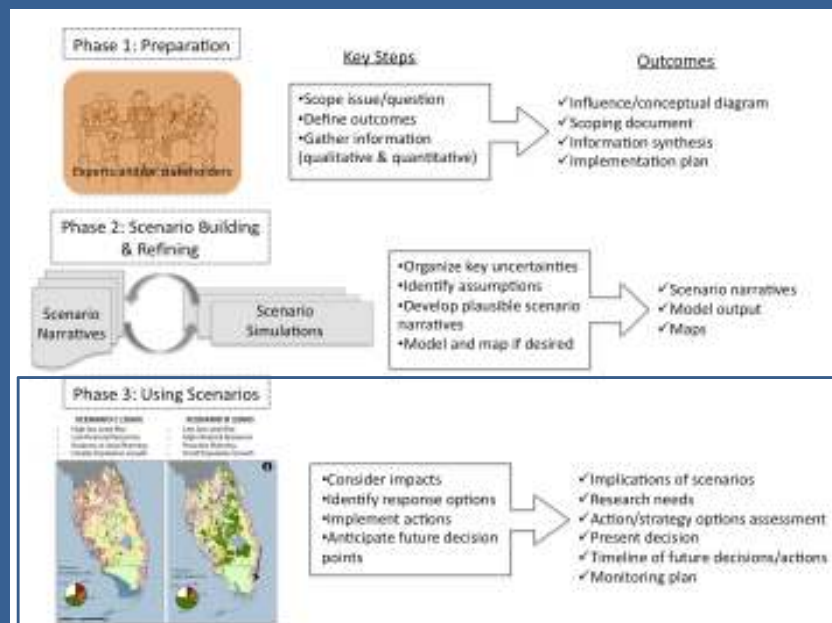 Phase 1: Preparation
Key Steps
Outcomes
•Scope issue/question
•Define outcomes
•Gather information
(qualitative & quantitative)
✓Influence/conceptual diagram
✓Scoping document
✓Information synthesis
✓Implementation plan
Experts and/or stakeholders
Phase 2: Scenario Building
& Refining
Scenario
Narratives
Scenario
Simulations
•Organize key uncertainties
•Identify assumptions
•Develop plausible scenario
narratives
•Model and map if desired
✓Scenario narratives
✓Model output
✓Maps
Phase 3: Using Scenarios
•Consider impacts
•Identify response options
•Implement actions
•Anticipate future decision
points
✓Implications of scenarios
✓Research needs
✓Action/strategy options assessment
✓Present decision
✓Timeline of future decisions/actions
✓Monitoring plan